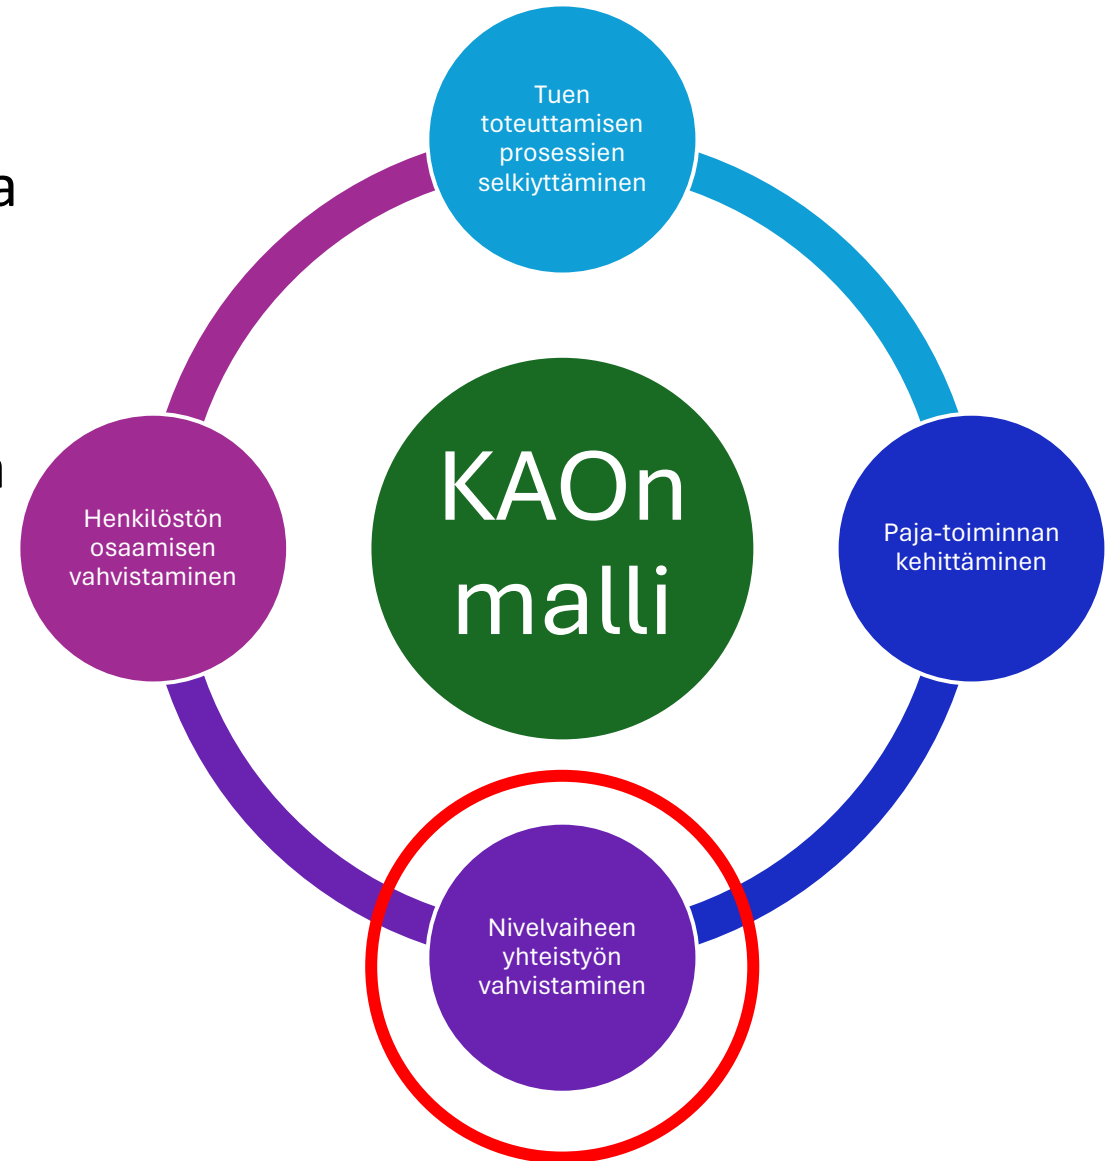 Tuen
toteuttamisen
prosessien
selkiyttäminen
a
n
Henkilöstön
osaamisen
vahvistaminen
KAOn
malli
Paja-toiminnan
kehittäminen
Nivelvaiheen
yhteistyön
vahvistaminen